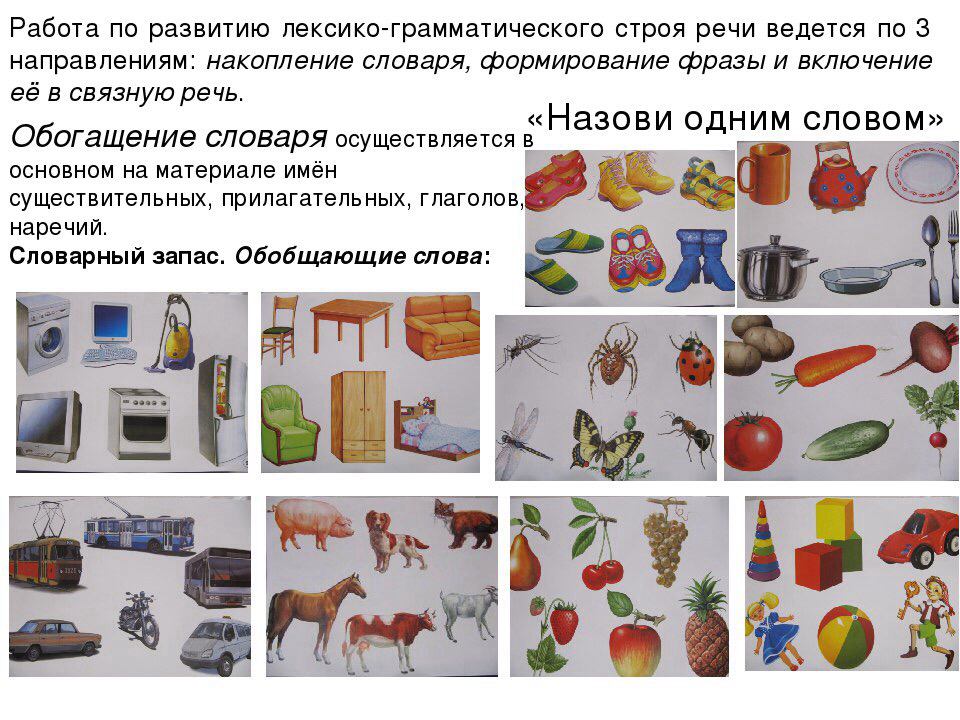 Работа по развитию лексико-грамматического строя речи ведется по 3
направлениям: накопление словаря, формирование фразы и включение
её в связную речь.
«Назови одним словом»
Обогащение словаря осуществляется в
основном на материале имён
существительных, прилагательных, глаголов,
наречий.
Словарный запас. Обобщающие слова: